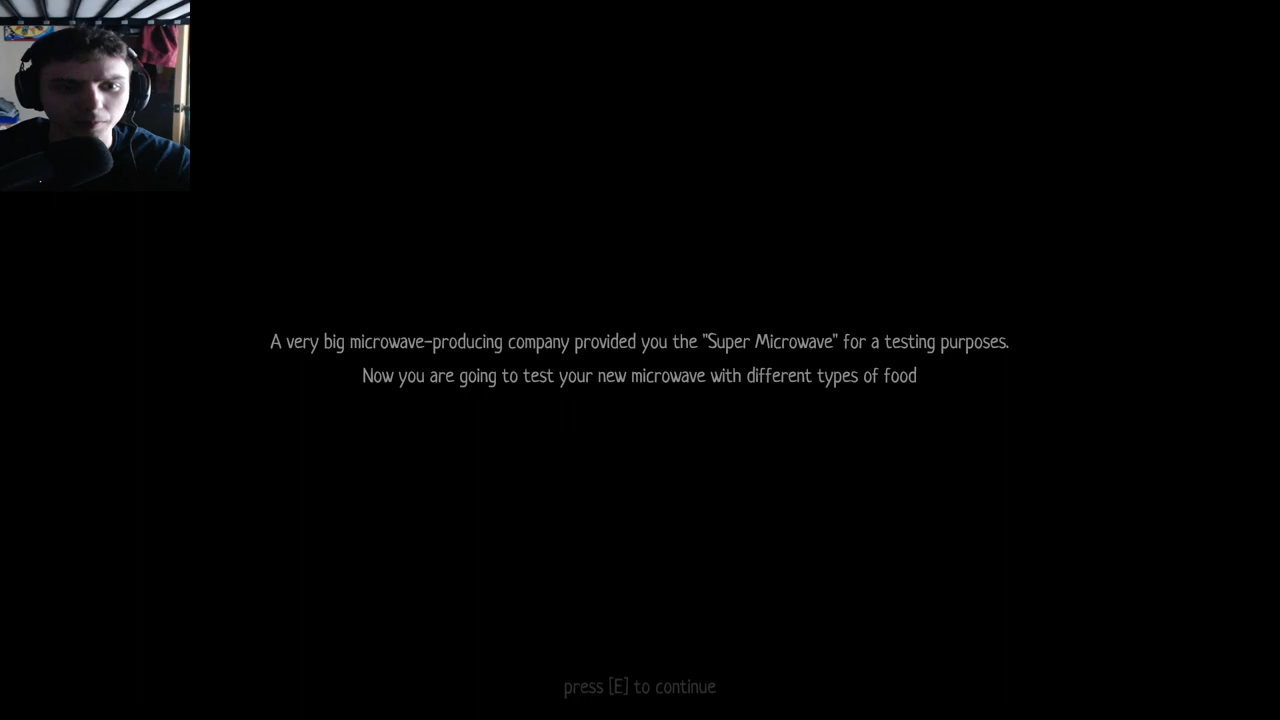 A very big microwave-producing company provided you the "Super Microwave" for a testing purposes.
Now you are going to test your new microwave with different types of food
press [E] to continue